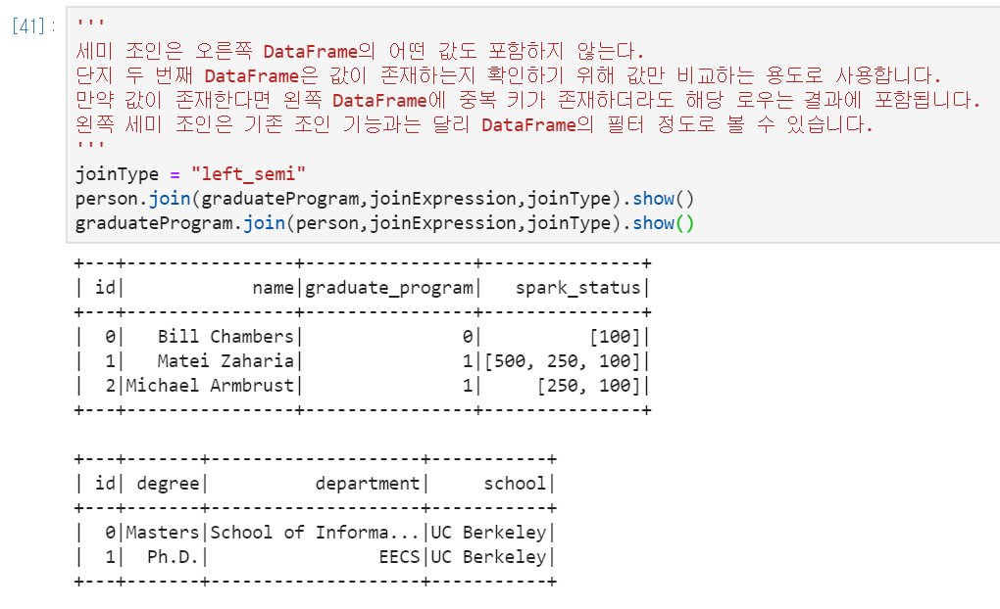 [41]: '''
세미 조인은 오른쪽 DataFrame의 어떤 값도 포함하지 않는다.
단지 두 번째 DataFrame은 값이 존재하는지 확인하기 위해 값만 비교하는 용도로 사용합니다.
만약 값이 존재한다면 왼쪽 DataFrame에 중복 키가 존재하더라도 해당 로우는 결과에 포함됩니다.
왼쪽 세미 조인은 기존 조인 기능과는 달리 DataFrame의 필터 정도로 볼 수 있습니다.
'''
joinType = "left_semi"
person.join(graduateProgram,joinExpression,joinType).show()
graduateProgram.join(person,joinExpression,joinType).show()
+---+----------------+----------------+---------------+
| id|            name|graduate_program|   spark_status|
+---+----------------+----------------+---------------+
|  0|   Bill Chambers|               0|          [100]|
|  1|   Matei Zaharia|               1|[500, 250, 100]|
|  2|Michael Armbrust|               1|     [250, 100]|
+---+----------------+----------------+---------------+
+---+-------+--------------------+-----------+
| id| degree|          department|     school|
+---+-------+--------------------+-----------+
|  0|Masters|School of Informa...|UC Berkeley|
|  1|  Ph.D.|                EECS|UC Berkeley|
+---+-------+--------------------+-----------+